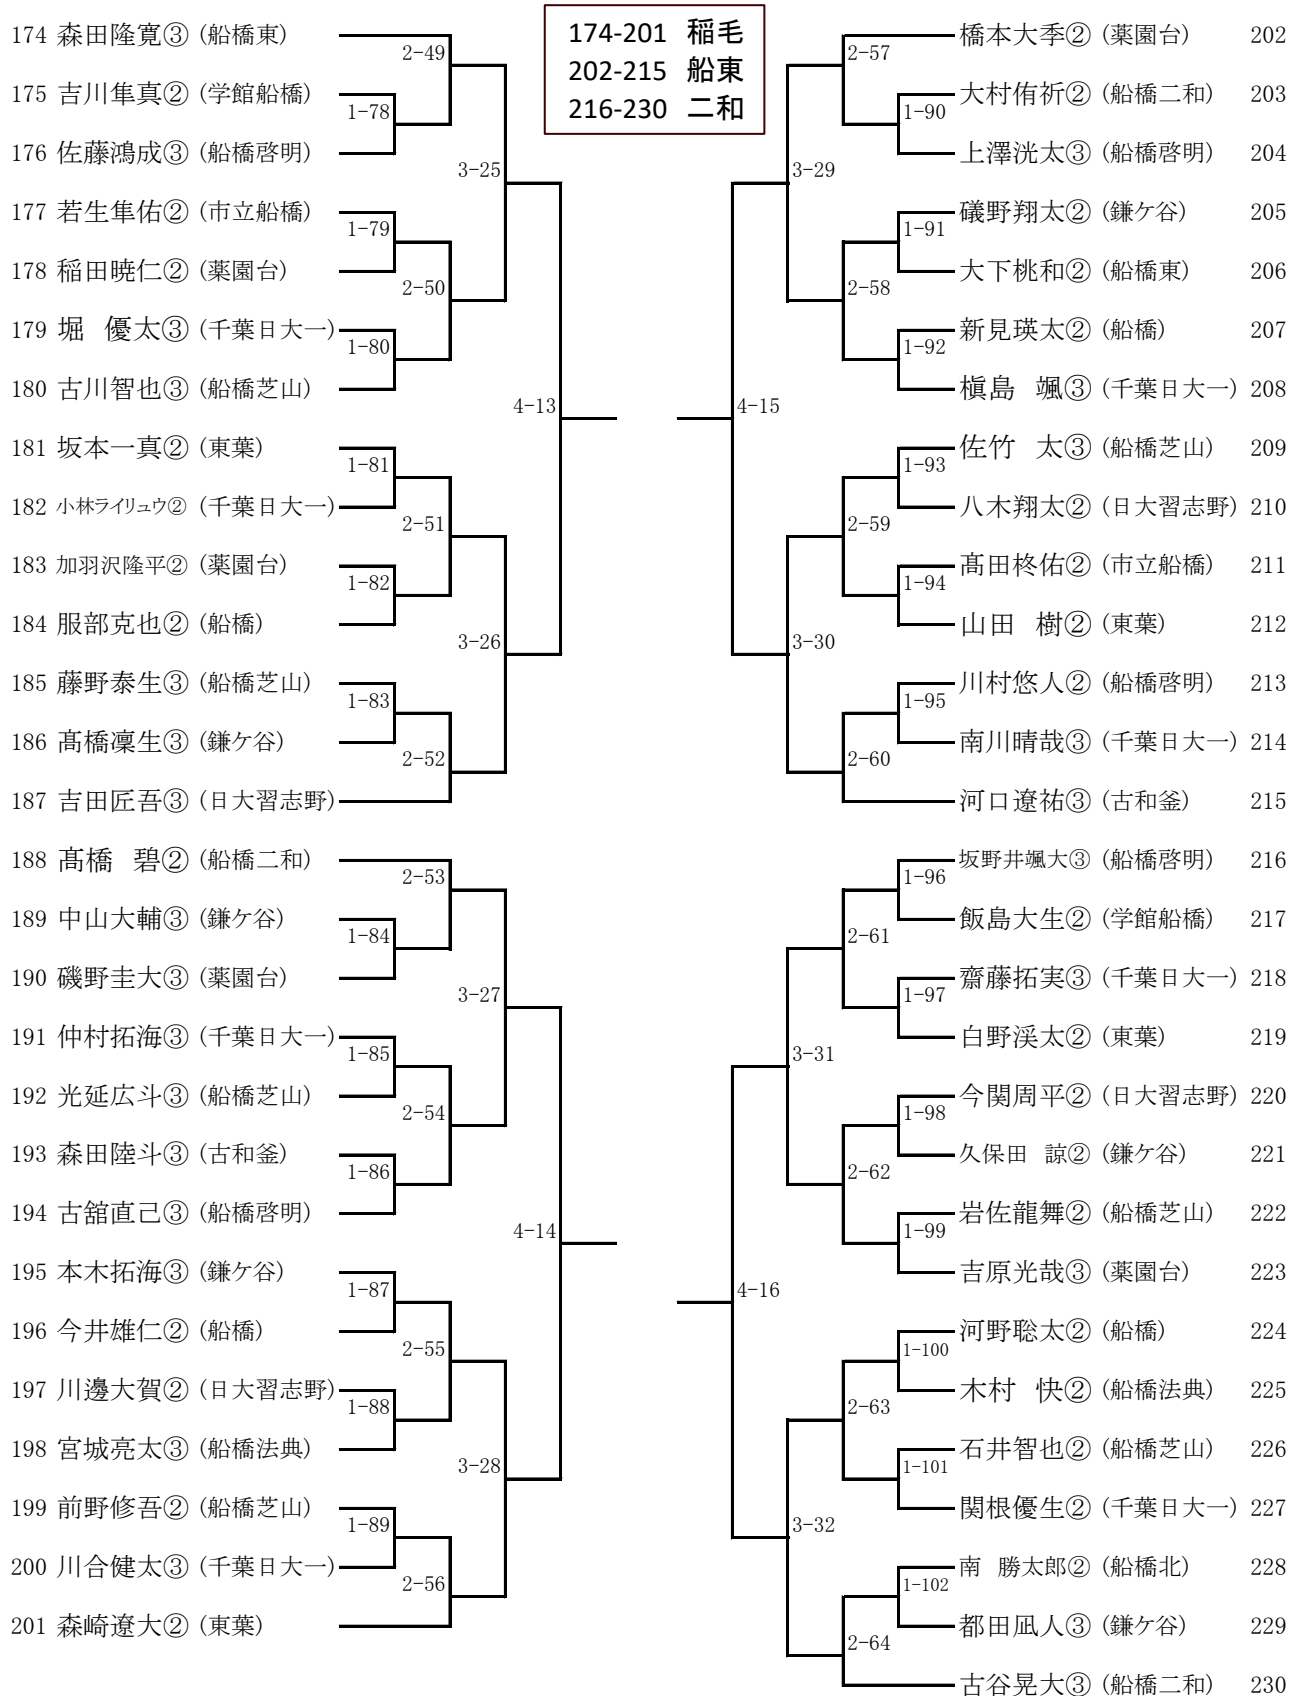 174-201 稲毛
202-215 船東
216-230 二和
174 森田隆寛③ (船橋東)
175 吉川隼真② (学館船橋)
176 佐藤鴻成③ (船橋啓明)
177 若生隼佑② (市立船橋)
178 稲田暁仁② (薬園台)
179 堀 優太③ (千葉日大一)
180 古川智也③ (船橋芝山)
181 坂本一真② (東葉)
182 小林ライリュウ② (千葉日大一)
183 加羽沢隆平② (薬園台)
184 服部克也② (船橋)
185 藤野泰生③ (船橋芝山)
186 髙橋凜生③ (鎌ケ谷)
187 吉田匠吾③ (日大習志野)
188 髙橋 碧② (船橋二和)
189 中山大輔③ (鎌ケ谷)
190 磯野圭大③ (薬園台)
191 仲村拓海③ (千葉日大一)
192 光延広斗③ (船橋芝山)
193 森田陸斗③ (古和釜)
194 古舘直己③ (船橋啓明)
195 本木拓海③ (鎌ケ谷)
196 今井雄仁② (船橋)
197 川邊大賀② (日大習志野)
198 宮城亮太③ (船橋法典)
199 前野修吾② (船橋芝山)
200 川合健太③ (千葉日大一)
201 森崎遼大② (東葉)
1-78
1-79
1-80
1-81
1-82
1-83
1-84
1-85
1-86
1-87
1-88
1-89
2-49
2-50
2-51
2-52
2-53
2-54
2-55
2-56
3-25
3-26
3-27
3-28
4-13
4-14
4-15
4-16
3-29
3-30
3-31
3-32
2-57
2-58
2-59
2-60
2-61
2-62
2-63
2-64
1-90
1-91
1-92
1-93
1-94
1-95
1-96
1-97
1-98
1-99
1-100
1-101
1-102
橋本大季② (薬園台) 202
大村侑祈② (船橋二和) 203
上澤洸太③ (船橋啓明) 204
礒野翔太② (鎌ケ谷) 205
大下桃和② (船橋東) 206
新見瑛太② (船橋) 207
槇島 颯③ (千葉日大一) 208
佐竹 太③ (船橋芝山) 209
八木翔太② (日大習志野) 210
髙田柊佑② (市立船橋) 211
山田 樹② (東葉) 212
川村悠人② (船橋啓明) 213
南川晴哉③ (千葉日大一) 214
河口遼祐③ (古和釜) 215
坂野井颯大③ (船橋啓明) 216
飯島大生② (学館船橋) 217
齋藤拓実③ (千葉日大一) 218
白野渓太② (東葉) 219
今関周平② (日大習志野) 220
久保田 諒② (鎌ケ谷) 221
岩佐龍舞② (船橋芝山) 222
吉原光哉③ (薬園台) 223
河野聡太② (船橋) 224
木村 快② (船橋法典) 225
石井智也② (船橋芝山) 226
関根優生② (千葉日大一) 227
南 勝太郎② (船橋北) 228
都田凪人③ (鎌ケ谷) 229
古谷晃大③ (船橋二和) 230